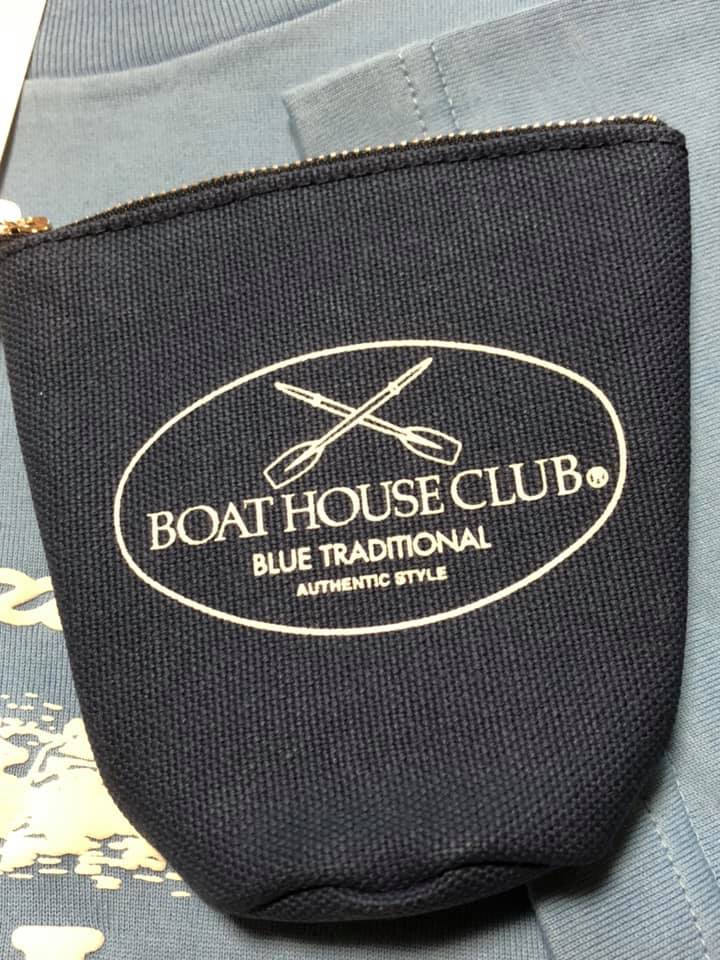 BOAT HOUSE CLUB®
BLUE TRADITIONAL
AUTHENTIC STYLE